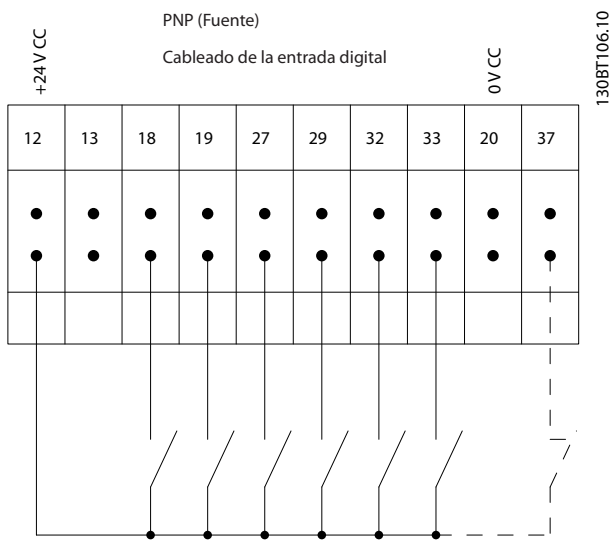 PNP (Fuente)
Cableado de la entrada digital
+24 V CC
0 V CC
130BT106.10
12 13 18 19 27 29 32 33 20 37